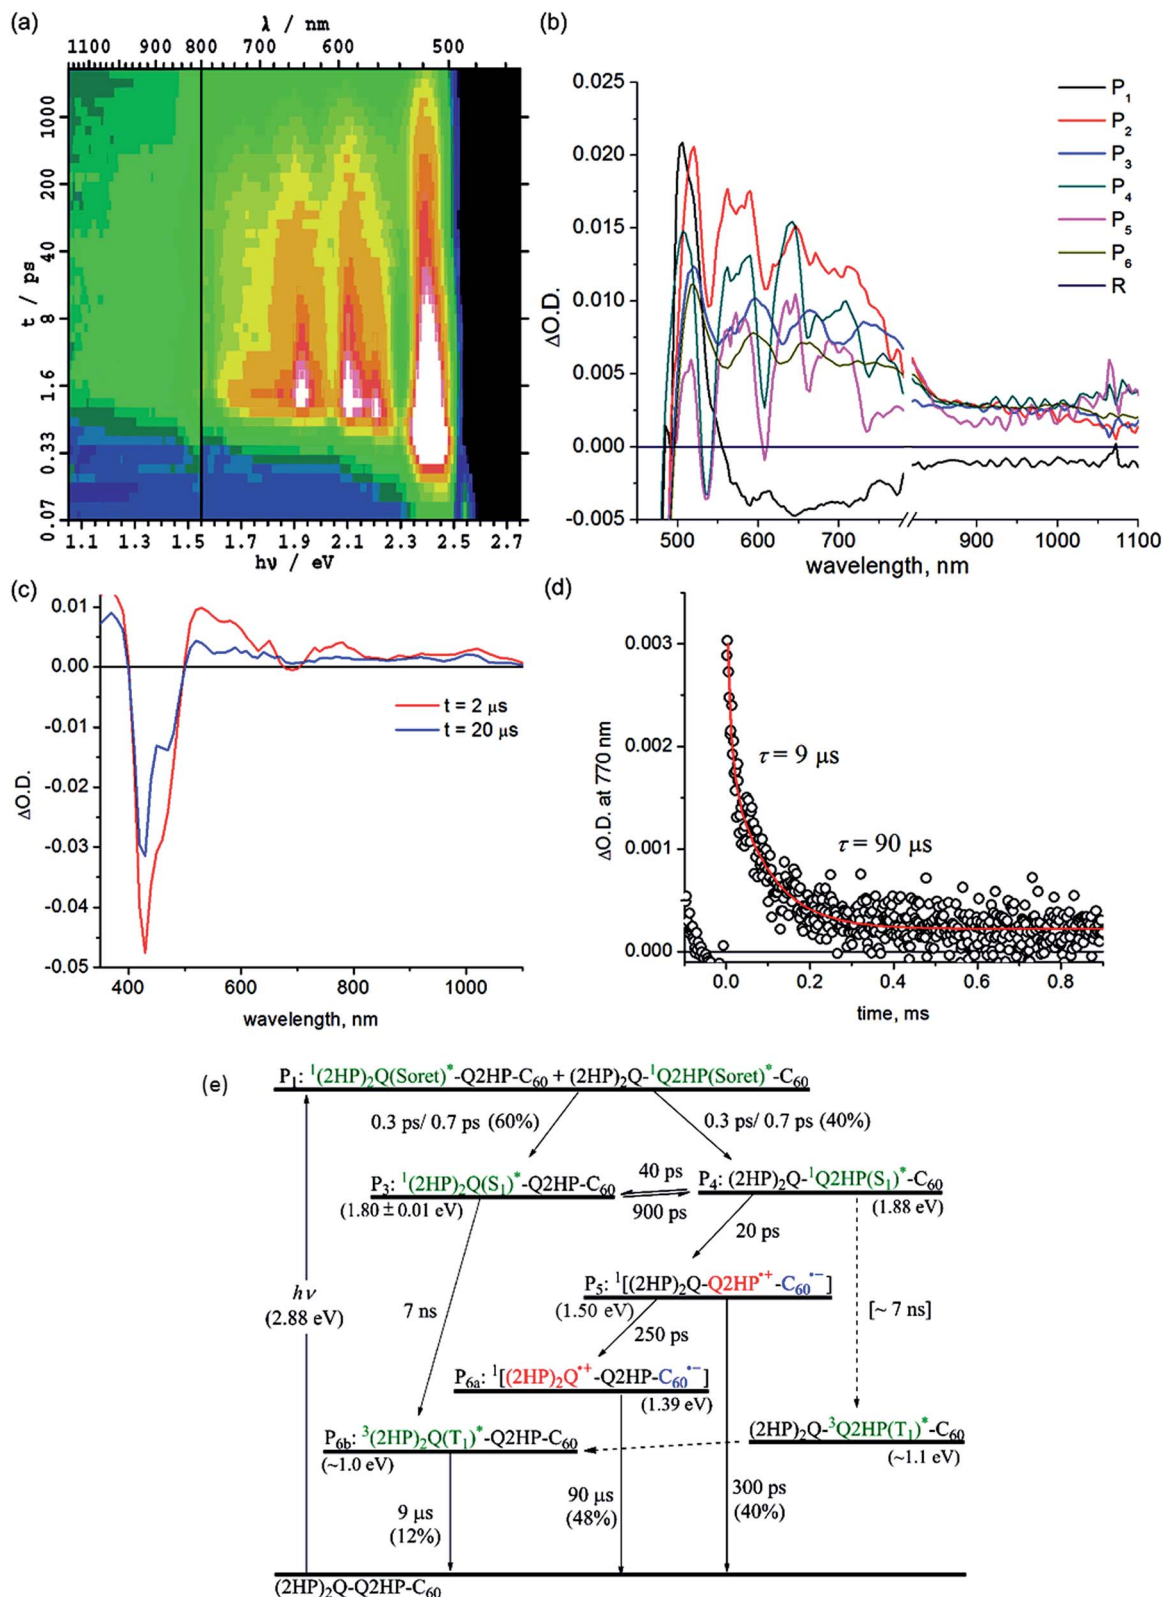 (a)
λ / nm
1100 900 800 700 600 500
1000
200
40
8
1.6
0.33
0.07
t / ps
1.1 1.3 1.5 1.7 1.9 2.1 2.3 2.5 2.7
hν / eV
(b)
0.025
0.020
0.015
0.010
0.005
0.000
-0.005
ΔO.D.
P₁
P₂
P₃
P₄
P₅
P₆
R
500 600 700 900 1000 1100
wavelength, nm
(c)
0.01
0.00
-0.01
-0.02
-0.03
-0.04
-0.05
ΔO.D.
t = 2 μs
t = 20 μs
400 600 800 1000
wavelength, nm
(d)
0.003
0.002
0.001
0.000
ΔO.D. at 770 nm
τ = 9 μs
τ = 90 μs
0.0 0.2 0.4 0.6 0.8
time, ms
(e)
P₁: ¹(2HP)₂Q(Soret)*-Q2HP-C₆₀ + (2HP)₂Q-¹Q2HP(Soret)*-C₆₀
0.3 ps/ 0.7 ps (60%)
0.3 ps/ 0.7 ps (40%)
P₃: ¹(2HP)₂Q(S₁)*-Q2HP-C₆₀
(1.80 ± 0.01 eV)
40 ps
900 ps
P₄: (2HP)₂Q-¹Q2HP(S₁)*-C₆₀
(1.88 eV)
20 ps
hν
(2.88 eV)
7 ns
P₅: ¹[(2HP)₂Q-Q2HP•⁺-C₆₀•⁻]
(1.50 eV)
250 ps
[~ 7 ns]
P₆ₐ: ¹[(2HP)₂Q•⁺-Q2HP-C₆₀•⁻]
(1.39 eV)
P6b: ³(2HP)₂Q(T₁)*-Q2HP-C₆₀
(~1.0 eV)
(2HP)₂Q-³Q2HP(T₁)*-C₆₀
(~1.1 eV)
9 μs
(12%)
90 μs
(48%)
300 ps
(40%)
(2HP)₂Q-Q2HP-C₆₀